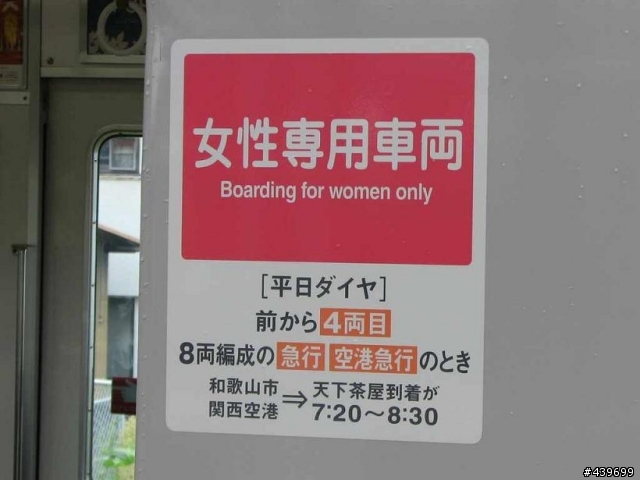 女性専用車両
Boarding for women only
［平日ダイヤ］
前から4両目
8両編成の 急行 空港急行 のとき
和歌山市
関西空港
⇒
天下茶屋到着が
7:20〜8:30
#439699